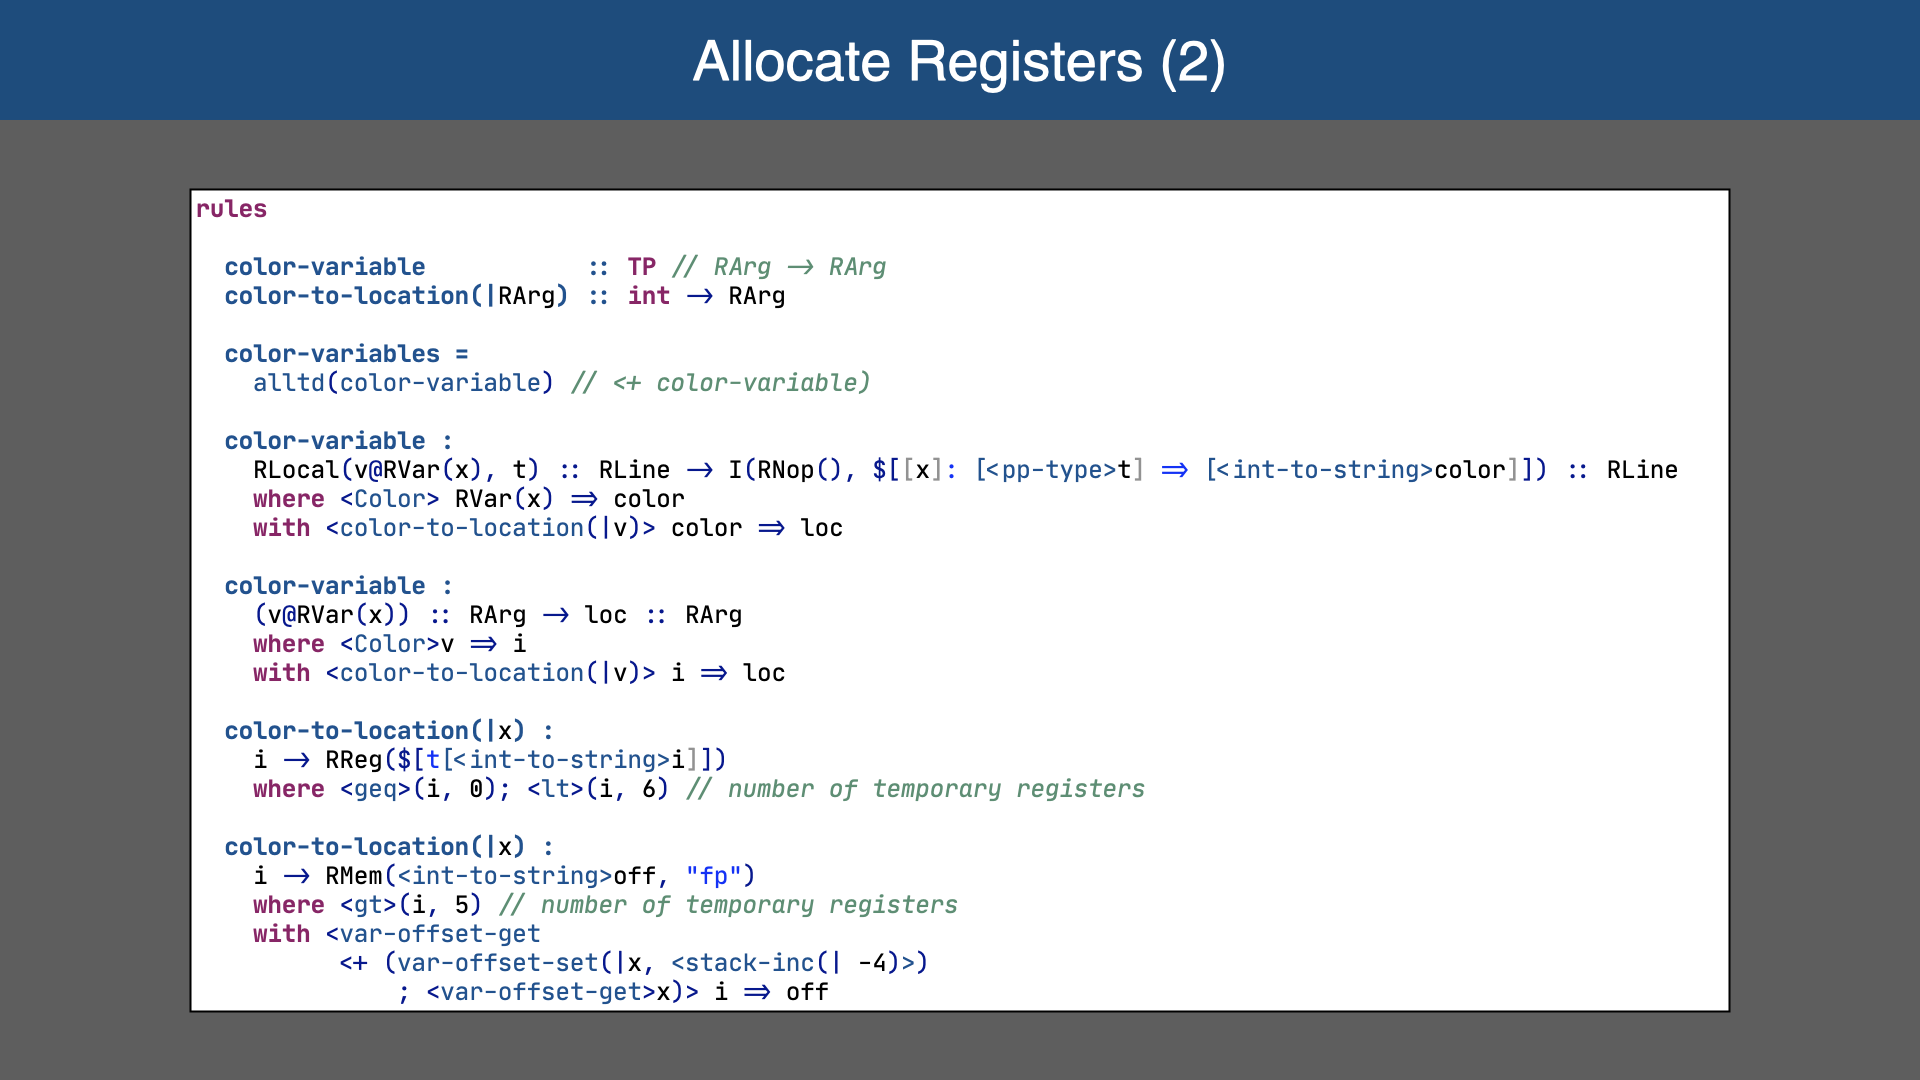 Allocate Registers (2)
rules
color-variable :: TP // RArg → RArg
color-to-location(|RArg) :: int → RArg
color-variables =
alltd(color-variable) // <+ color-variable)
color-variable :
RLocal(v@RVar(x), t) :: RLine → I(RNop(), $[[x]: [<pp-type>t] ⇒ [<int-to-string>color]]) :: RLine
where <Color> RVar(x) ⇒ color
with <color-to-location(|v)> color ⇒ loc
color-variable :
(v@RVar(x)) :: RArg → loc :: RArg
where <Color>v ⇒ i
with <color-to-location(|v)> i ⇒ loc
color-to-location(|x) :
i → RReg($[t[<int-to-string>i]])
where <geq>(i, 0); <lt>(i, 6) // number of temporary registers
color-to-location(|x) :
i → RMem(<int-to-string>off, "fp")
where <gt>(i, 5) // number of temporary registers
with <var-offset-get
<+ (var-offset-set(|x, <stack-inc(| -4)>)
; <var-offset-get>x)> i ⇒ off